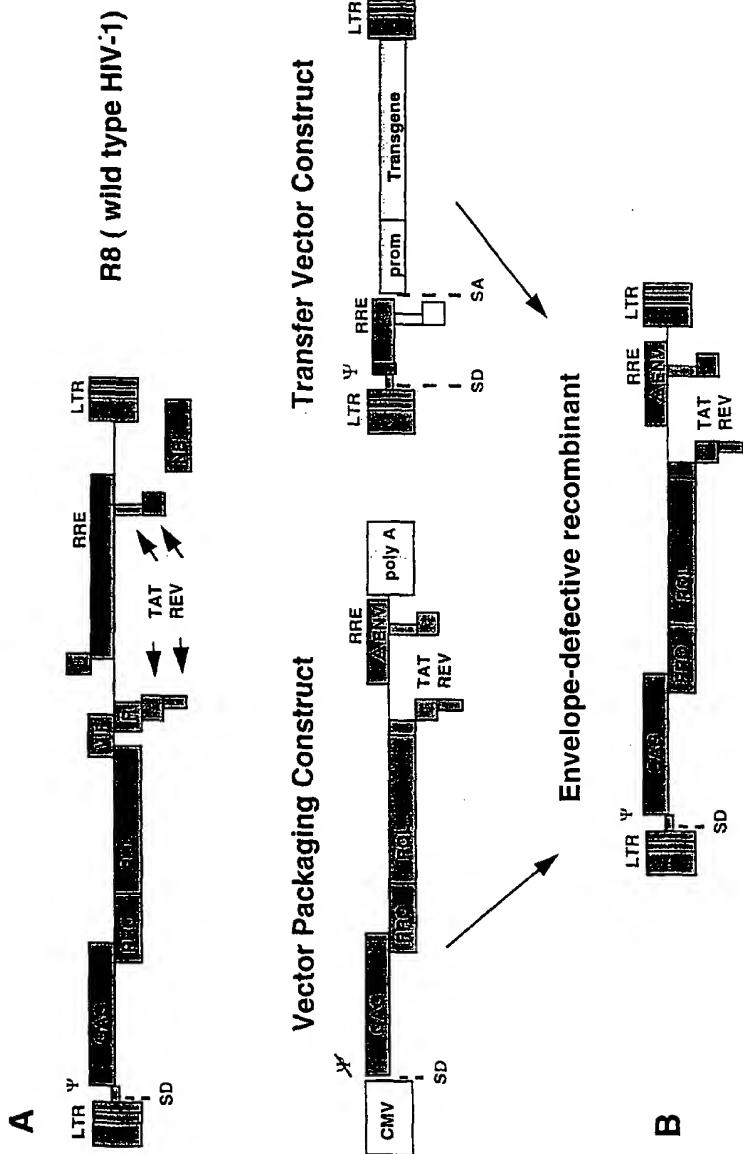 A
R8 ( wild type HIV-1)
LTR
Ψ
SD
GAG
PRO
POL
VIF
TAT
REV
RRE
LTR
Vector Packaging Construct
CMV
Ψ
SD
GAG
PRO
POL
TAT
REV
RRE
ΔENV
poly A
Transfer Vector Construct
LTR
Ψ
SD
RRE
SA
prom
Transgene
LTR
B
Envelope-defective recombinant
LTR
Ψ
SD
GAG
PRO
POL
TAT
REV
RRE
ΔENV
LTR